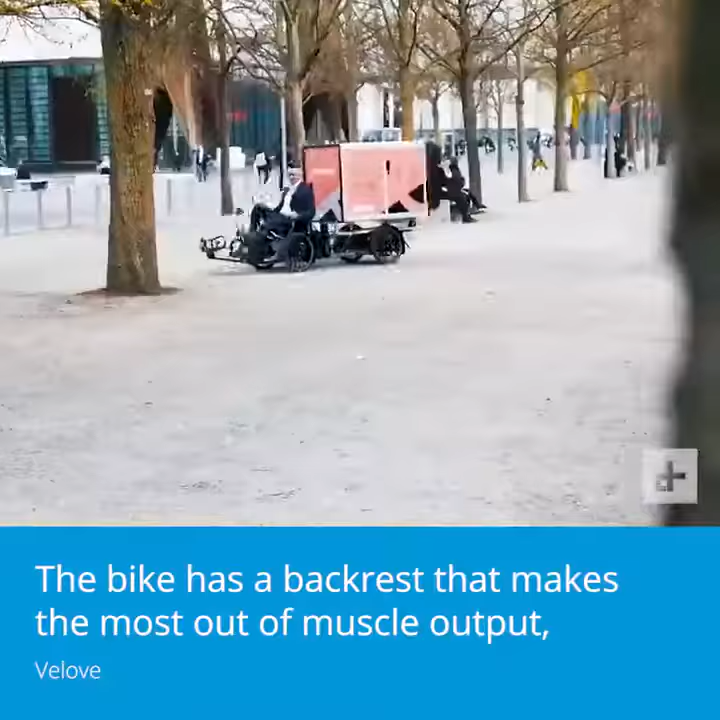 The bike has a backrest that makes
the most out of muscle output,
Velove